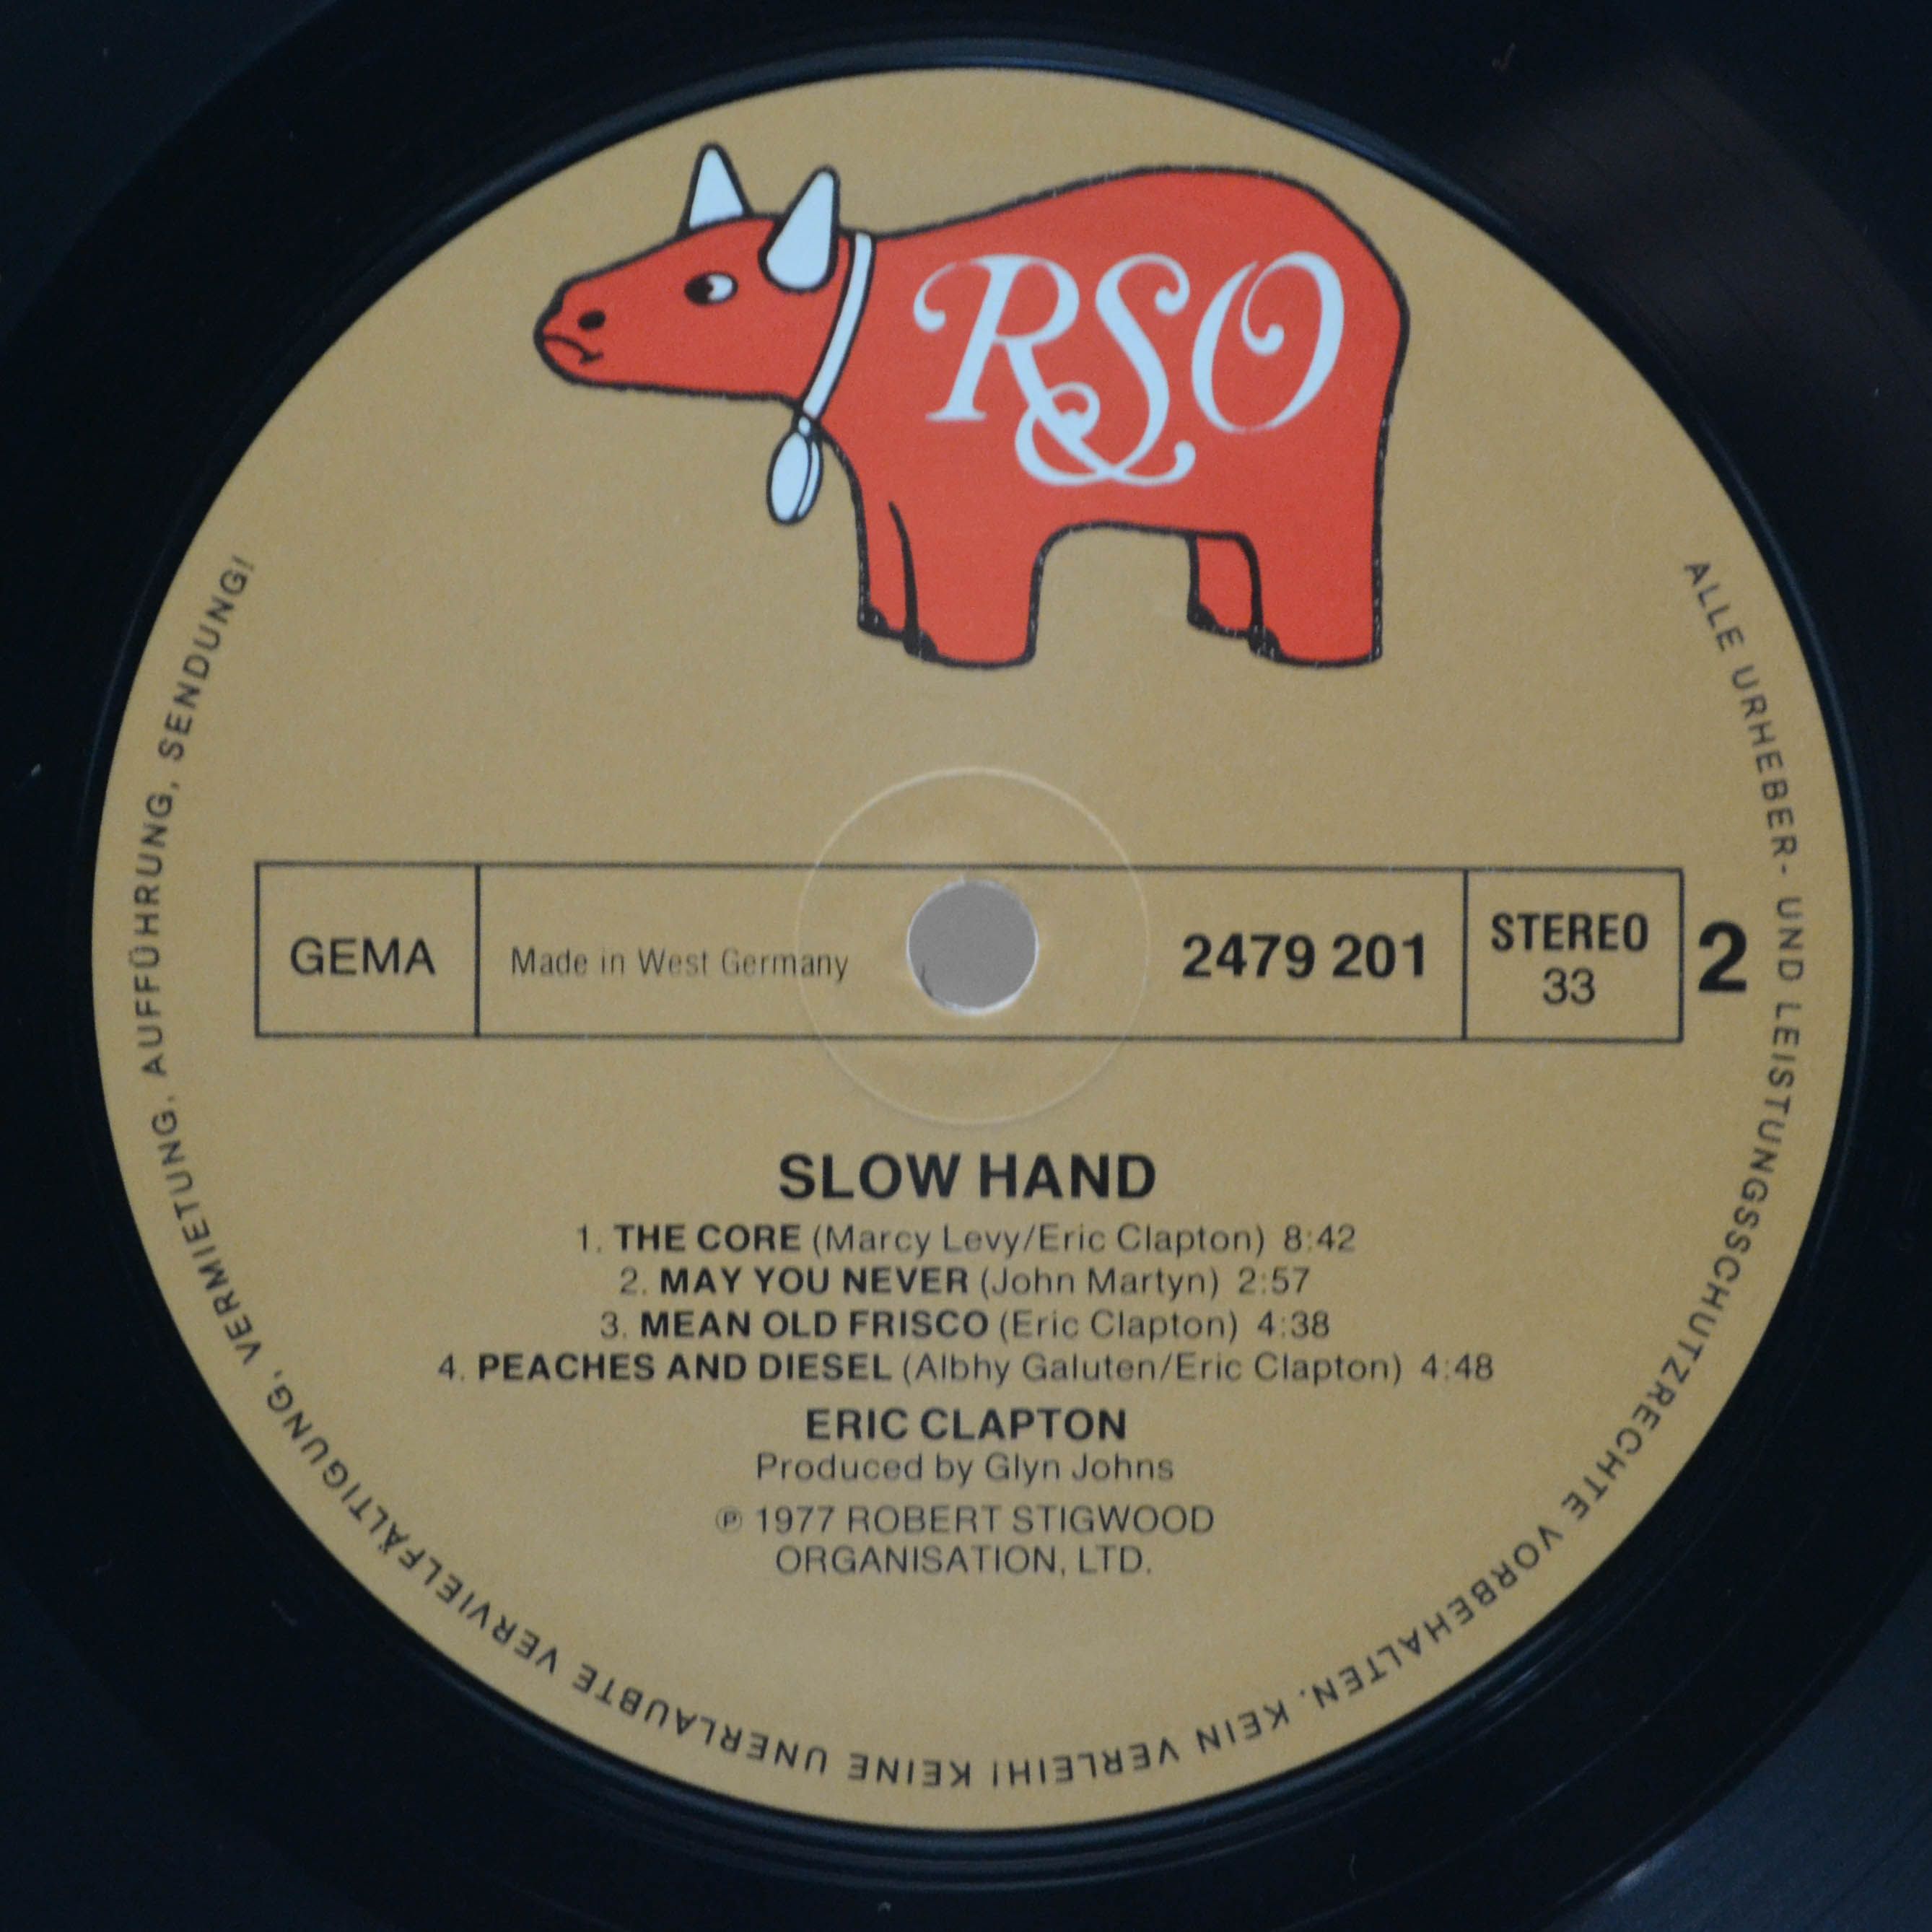 RSO
GEMA
Made in West Germany
2479 201
STEREO
33
2
SLOW HAND
1. THE CORE (Marcy Levy/Eric Clapton) 8:42
2. MAY YOU NEVER (John Martyn) 2:57
3. MEAN OLD FRISCO (Eric Clapton) 4:38
4. PEACHES AND DIESEL (Albhy Galuten/Eric Clapton) 4:48
ERIC CLAPTON
Produced by Glyn Johns
℗ 1977 ROBERT STIGWOOD
ORGANISATION, LTD.
ALLE URHEBER- UND LEISTUNGSSCHUTZRECHTE VORBEHALTEN. KEIN VERLEIH! KEINE UNERLAUBTE VERVIELFÄLTIGUNG, VERMIETUNG, AUFFÜHRUNG, SENDUNG!